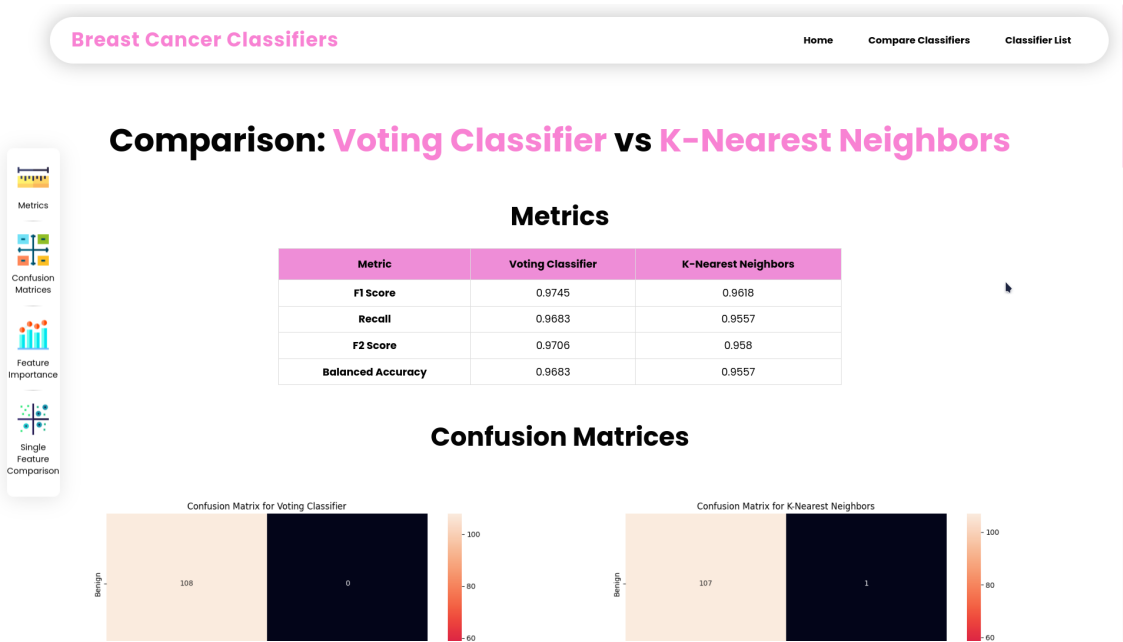 Breast Cancer Classifiers
Home Compare Classifiers Classifier List
Comparison: Voting Classifier vs K-Nearest Neighbors
Metrics
Confusion
Matrices
Feature
Importance
Single
Feature
Comparison
Metrics
Metric Voting Classifier K-Nearest Neighbors
F1 Score 0.9745 0.9618
Recall 0.9683 0.9557
F2 Score 0.9706 0.958
Balanced Accuracy 0.9683 0.9557
Confusion Matrices
Confusion Matrix for Voting Classifier
Benign
108 0
100
80
60
Confusion Matrix for K-Nearest Neighbors
Benign
107 1
100
80
60